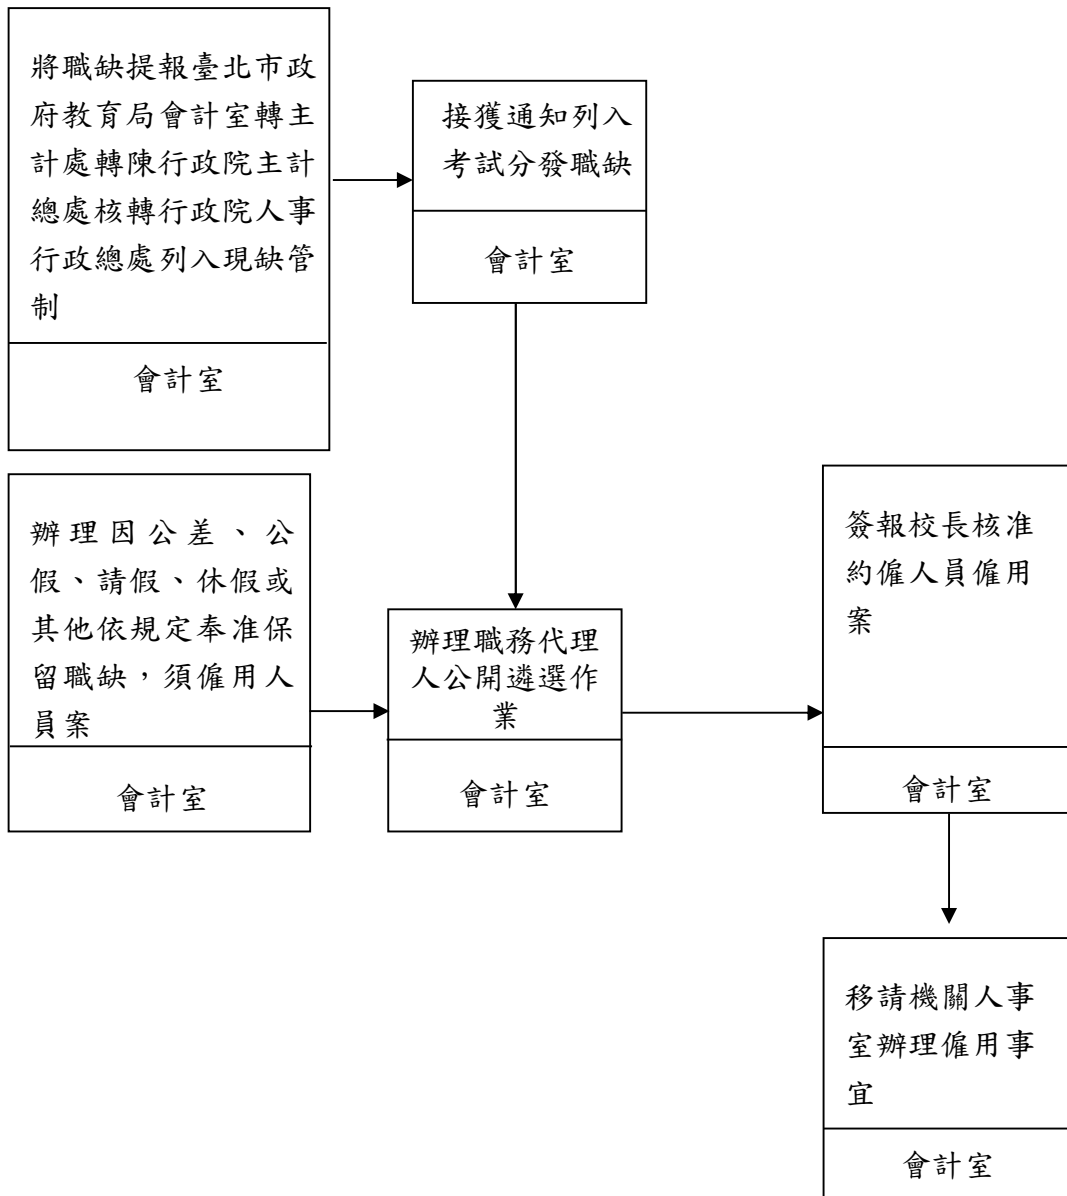 將職缺提報臺北市政
府教育局會計室轉主
計處轉陳行政院主計
總處核轉行政院人事
行政總處列入現缺管
制
會計室
接獲通知列入
考試分發職缺
會計室
辦理因公差、公
假、請假、休假或
其他依規定奉准保
留職缺，須僱用人
員案
會計室
辦理職務代理
人公開遴選作
業
會計室
簽報校長核准
約僱人員僱用
案
會計室
移請機關人事
室辦理僱用事
宜
會計室